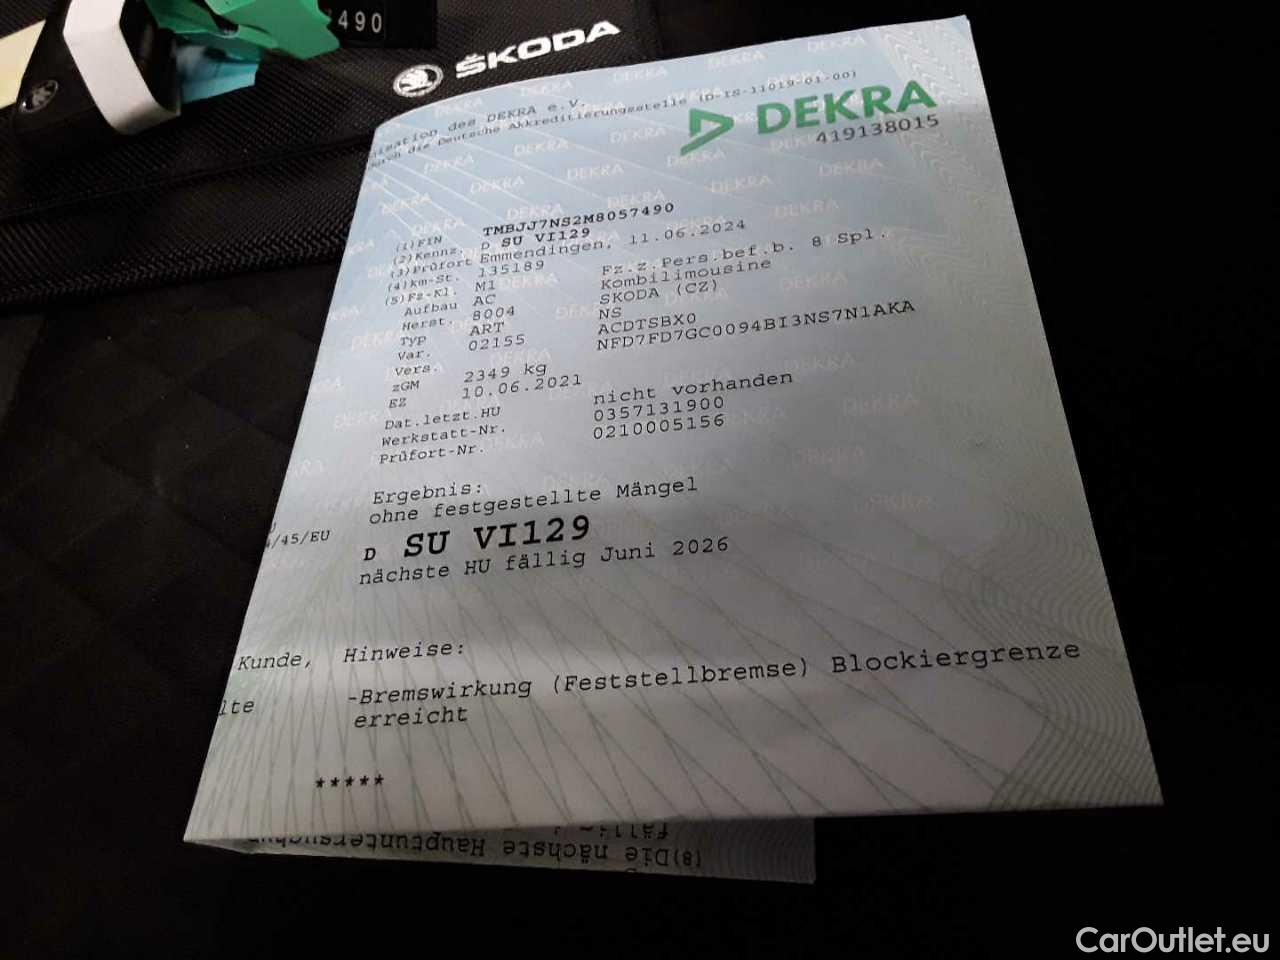 490
ŠKODA
nisation des DEKRA e.V.
durch die Deutsche Akkreditierungsstelle (D-IS-11019-01-00)
DEKRA
419138015
(1)FIN TMBJJ7NS2M8057490
(2)Kennz. D SU VI129
(3)Prüfort Emmendingen, 11.06.2024
(4)km-St. 135189
(5)Fz-Kl. M1 Fz.z.Pers.bef.b. 8 Spl.
Aufbau AC Kombilimousine
Herst. 8004 SKODA (CZ)
Typ ART NS
Var. 02155 ACDTSBX0
Vers. NFD7FD7GC0094BI3NS7N1AKA
zGM 2349 kg
EZ 10.06.2021
Dat.letzt.HU nicht vorhanden
Werkstatt-Nr. 0357131900
Prüfort-Nr. 0210005156
Ergebnis:
ohne festgestellte Mängel
/45/EU
D SU VI129
nächste HU fällig Juni 2026
Kunde, Hinweise:
lte -Bremswirkung (Feststellbremse) Blockiergrenze
erreicht
*****
(8)Die nächste Hauptuntersuchun
fälli
CarOutlet.eu